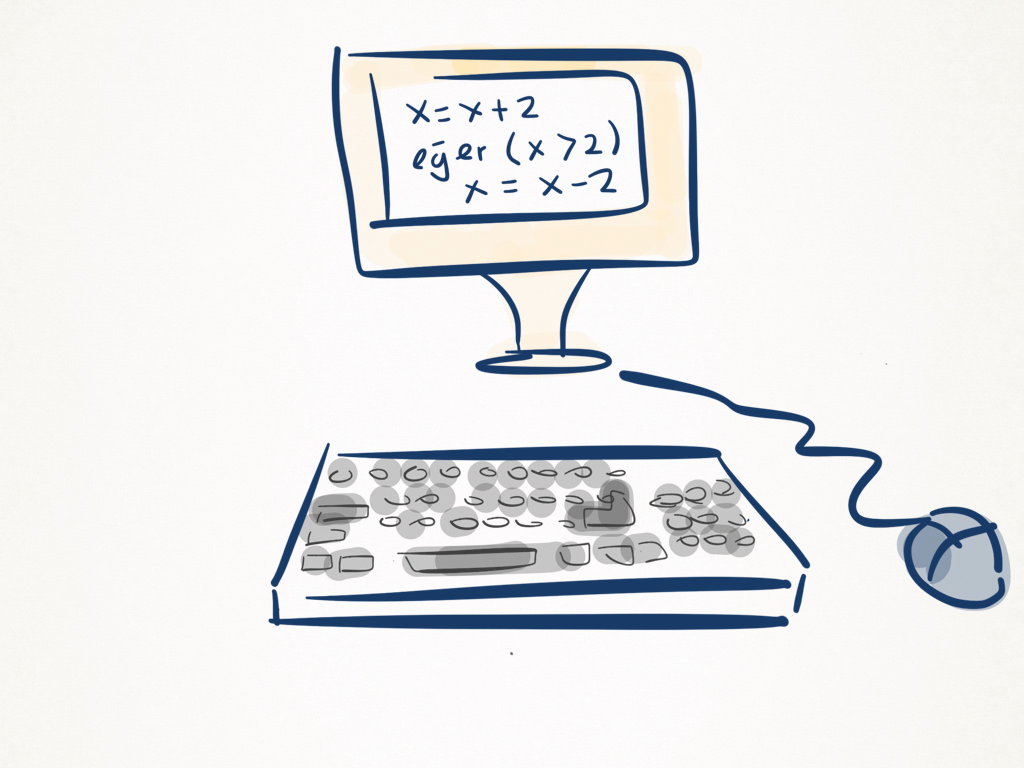 x = x + 2
eğer (x > 2)
x = x - 2